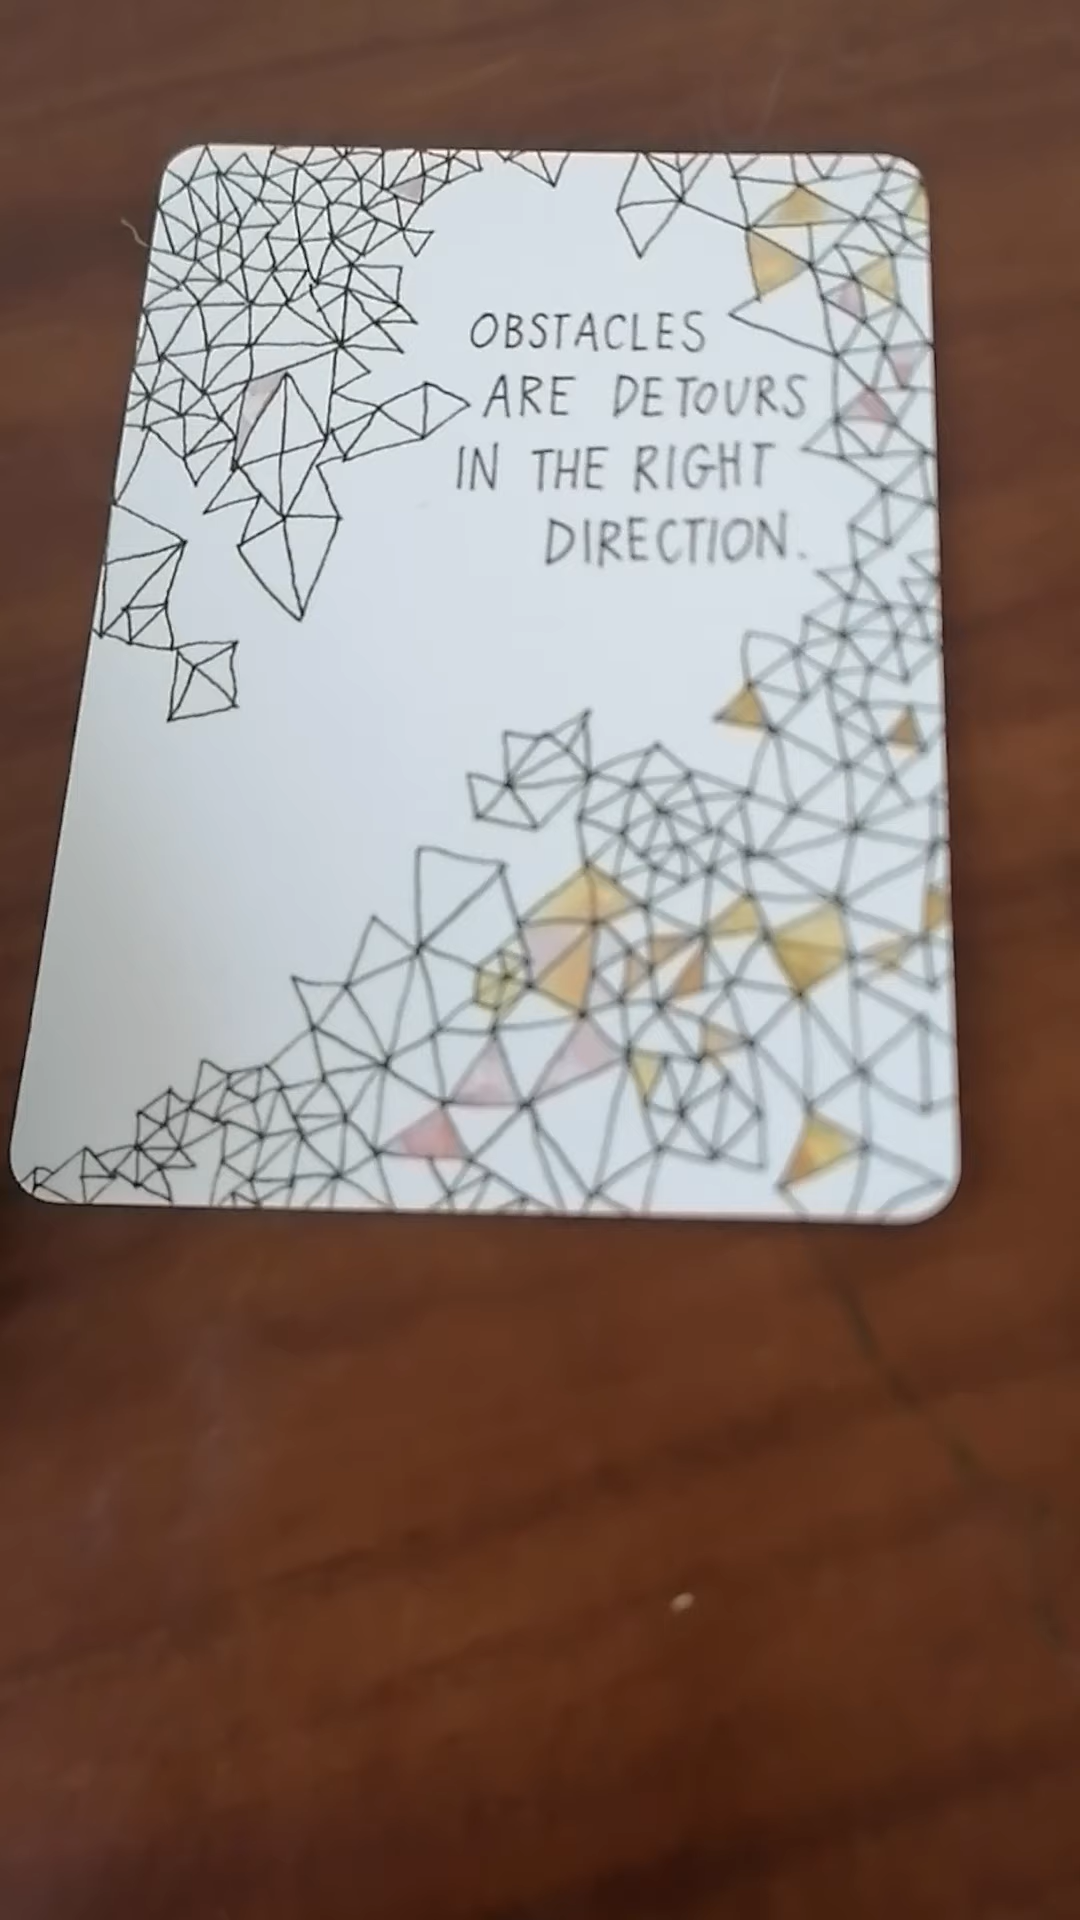 OBSTACLES
ARE DETOURS
IN THE RIGHT
DIRECTION.